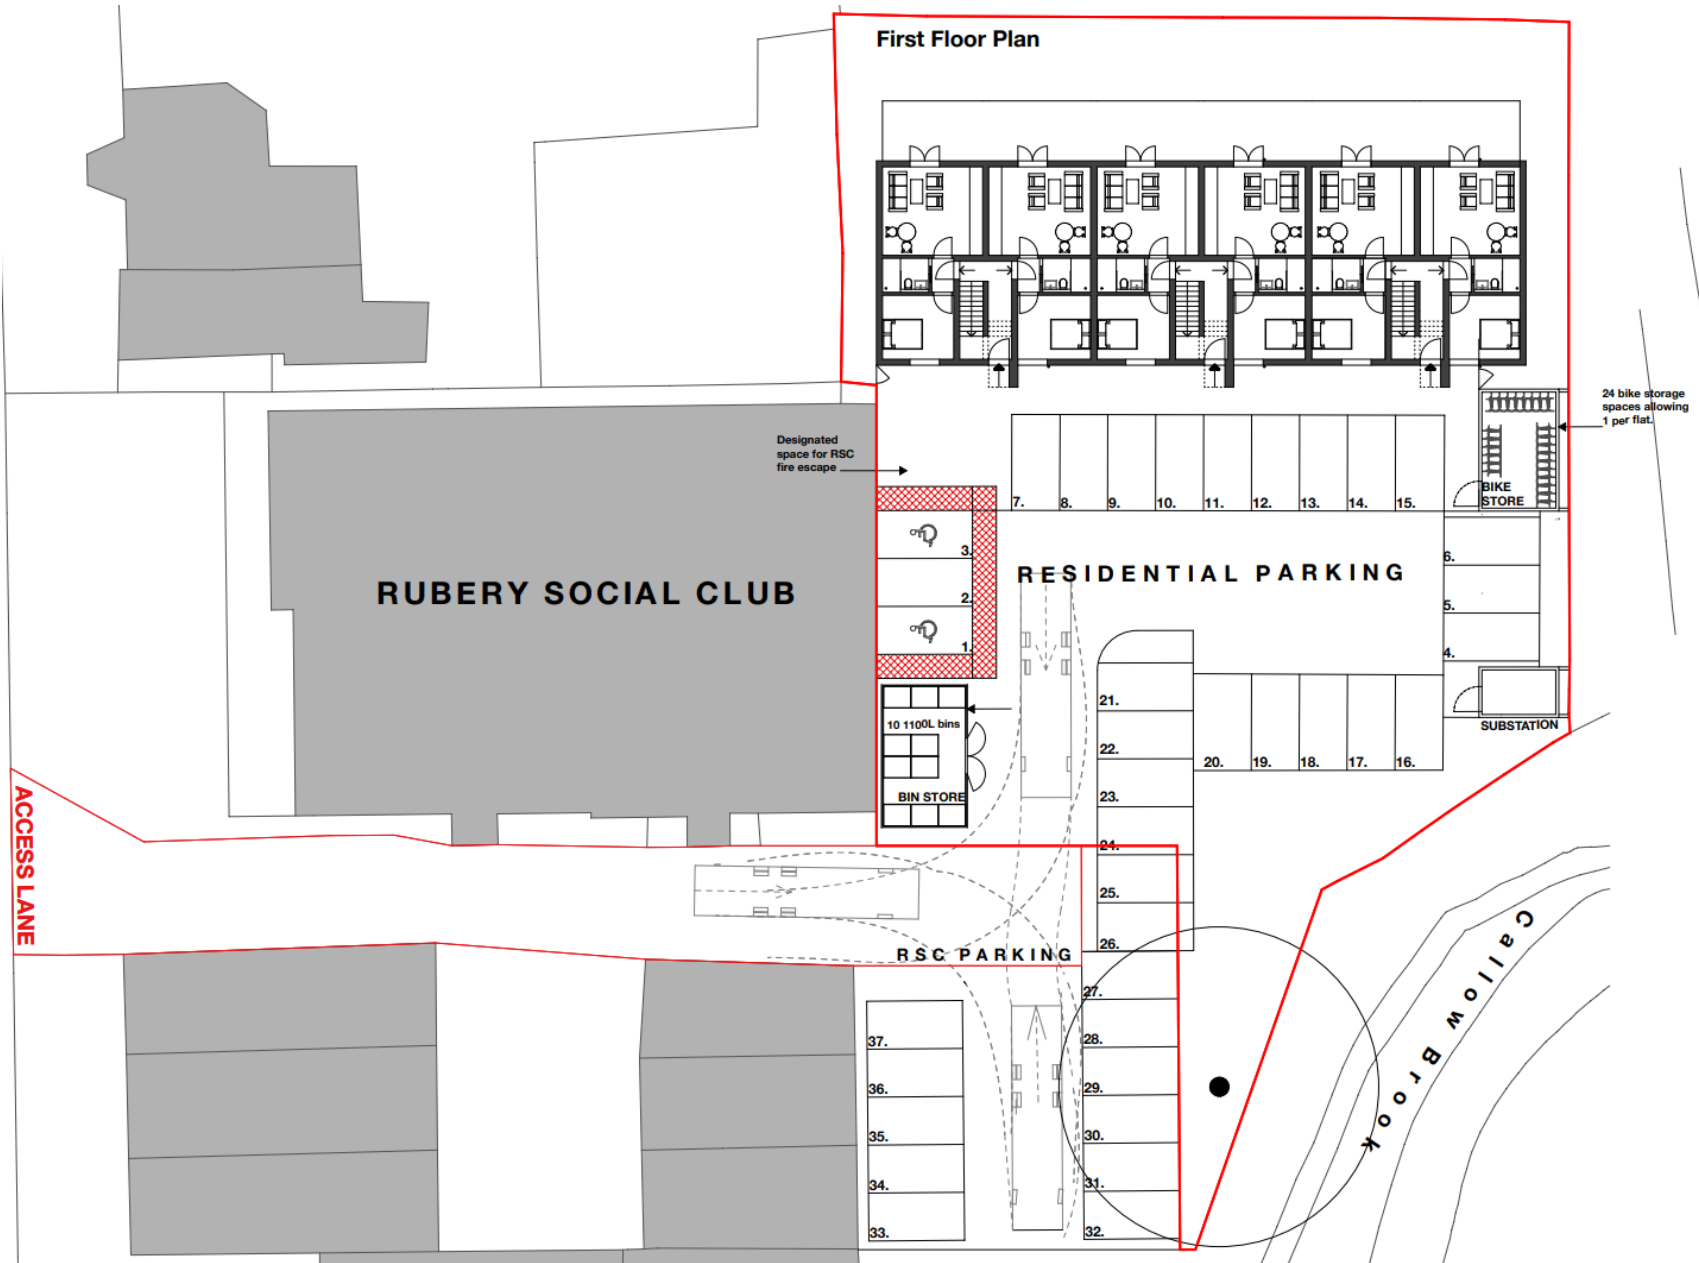 First Floor Plan
24 bike storage
spaces allowing
1 per flat.
Designated
space for RSC
fire escape
7.
8.
9.
10.
11.
12.
13.
14.
15.
BIKE
STORE
3.
2.
1.
RESIDENTIAL PARKING
6.
5.
4.
RUBERY SOCIAL CLUB
10 1100L bins
BIN STORE
SUBSTATION
21.
22.
23.
24.
25.
26.
20.
19.
18.
17.
16.
ACCESS LANE
RSC PARKING
27.
28.
29.
30.
31.
32.
37.
36.
35.
34.
33.
Callow Brook